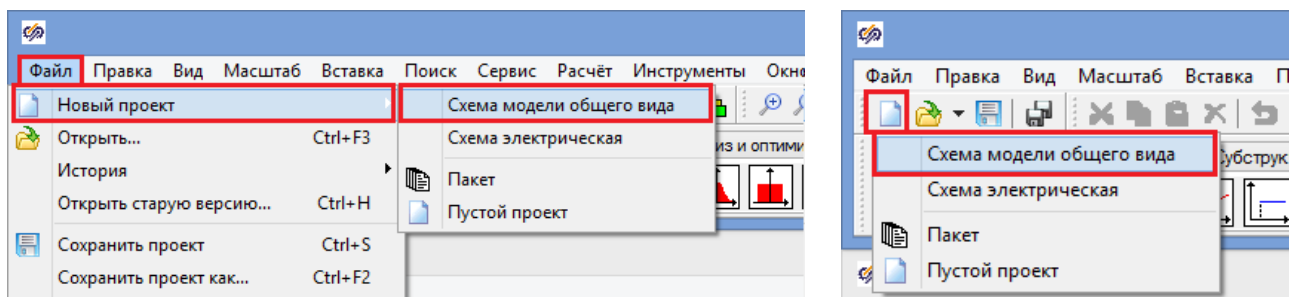 Файл Правка Вид Масштаб Вставка Поиск Сервис Расчёт Инструменты
Новый проект
Схема модели общего вида
Открыть... Ctrl+F3
Схема электрическая
История
Пакет
Открыть старую версию... Ctrl+H
Пустой проект
Сохранить проект Ctrl+S
Сохранить проект как... Ctrl+F2
Файл Правка Вид Масштаб Вставка
Схема модели общего вида
Схема электрическая
Пакет
Пустой проект